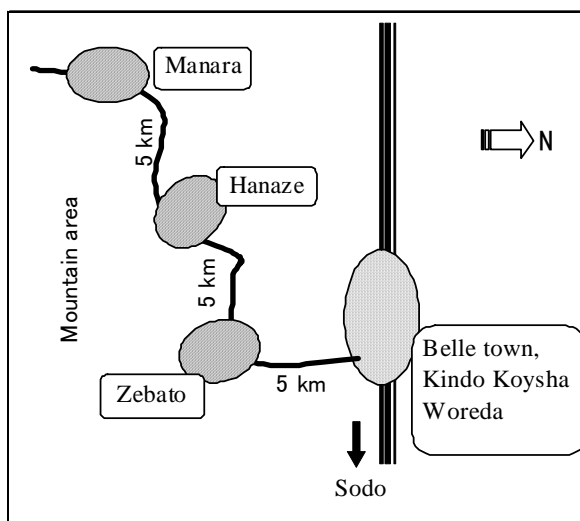 Manara
N
5 km
Hanaze
Mountain area
5 km
Belle town,
Kindo Koysha
Woreda
Zebato
5 km
Sodo